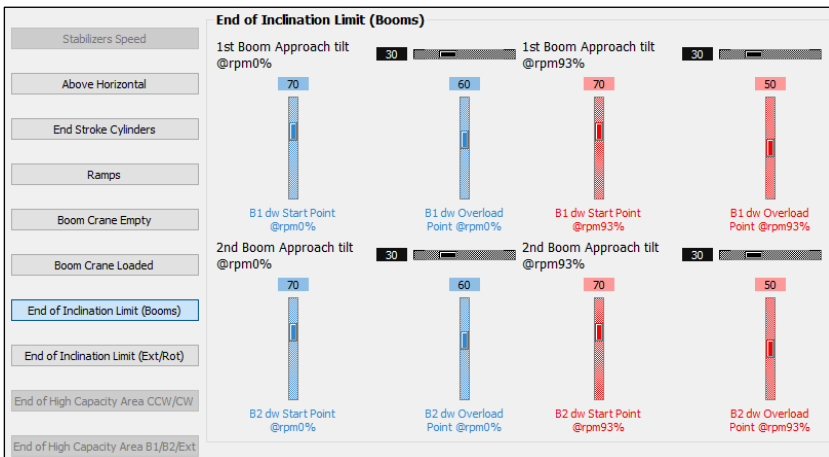 Stabilizers Speed
Above Horizontal
End Stroke Cylinders
Ramps
Boom Crane Empty
Boom Crane Loaded
End of Inclination Limit (Booms)
End of Inclination Limit (Ext/Rot)
End of High Capacity Area CCW/CW
End of High Capacity Area B1/B2/Ext
End of Inclination Limit (Booms)
1st Boom Approach tilt
@rpm0%
30
1st Boom Approach tilt
@rpm93%
30
70
60
70
50
B1 dw Start Point
@rpm0%
B1 dw Overload
Point @rpm0%
B1 dw Start Point
@rpm93%
B1 dw Overload
Point @rpm93%
2nd Boom Approach tilt
@rpm0%
30
2nd Boom Approach tilt
@rpm93%
30
70
60
70
50
B2 dw Start Point
@rpm0%
B2 dw Overload
Point @rpm0%
B2 dw Start Point
@rpm93%
B2 dw Overload
Point @rpm93%